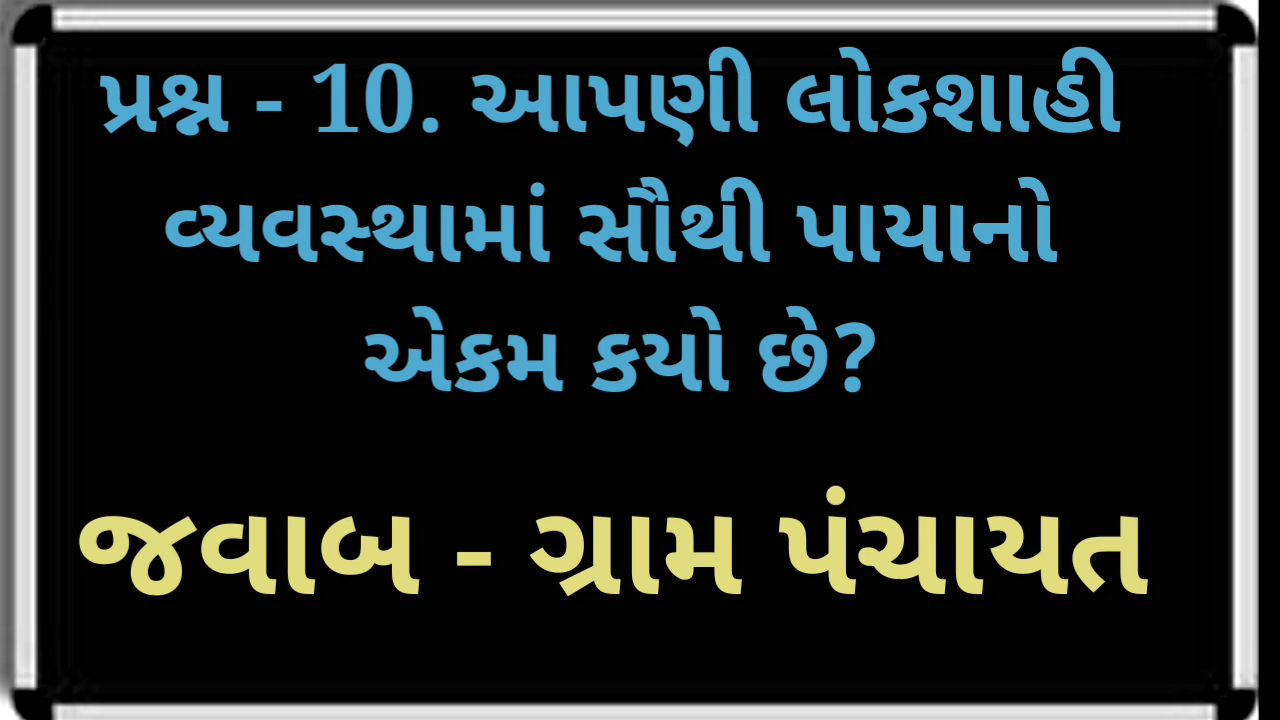 પ્રશ્ન - 10. આપણી લોકશાહી
વ્યવસ્થામાં સૌથી પાયાનો
એકમ કયો છે?
જવાબ - ગ્રામ પંચાયત